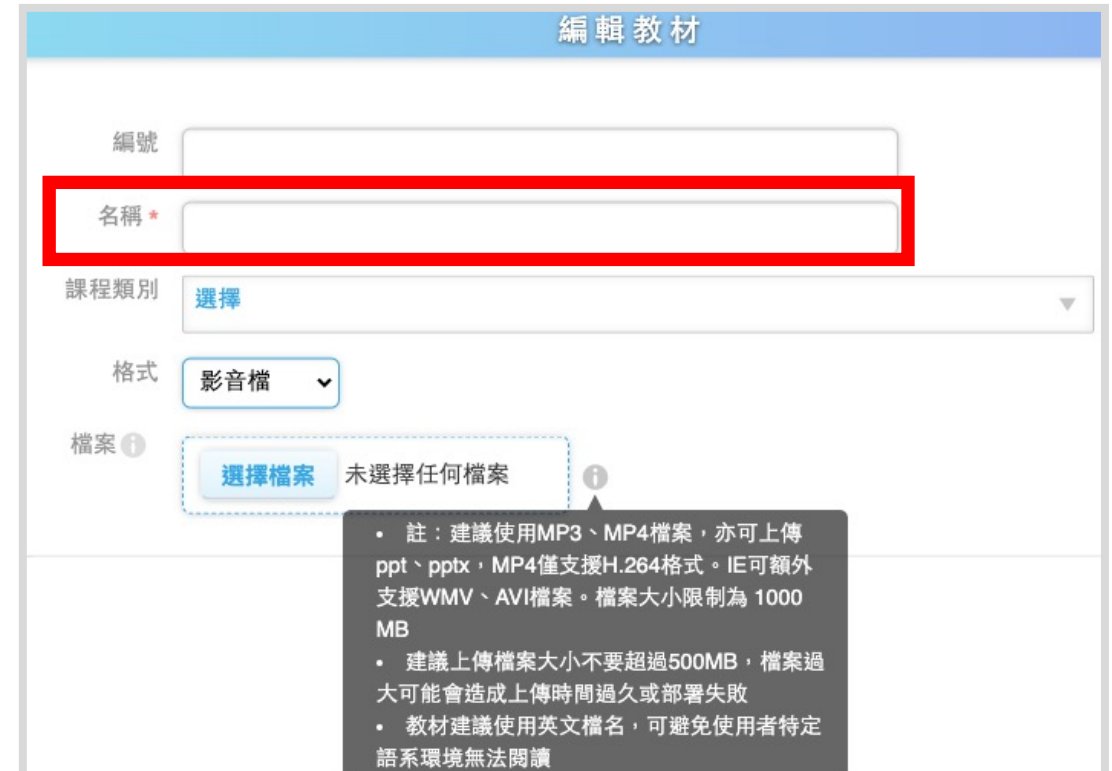 編輯教材
編號
名稱 *
課程類別
選擇
格式
影音檔
檔案
選擇檔案 未選擇任何檔案
• 註：建議使用MP3、MP4檔案，亦可上傳
ppt、pptx，MP4僅支援H.264格式。IE可額外
支援WMV、AVI檔案。檔案大小限制為 1000
MB
• 建議上傳檔案大小不要超過500MB，檔案過
大可能會造成上傳時間過久或部署失敗
• 教材建議使用英文檔名，可避免使用者特定
語系環境無法閱讀